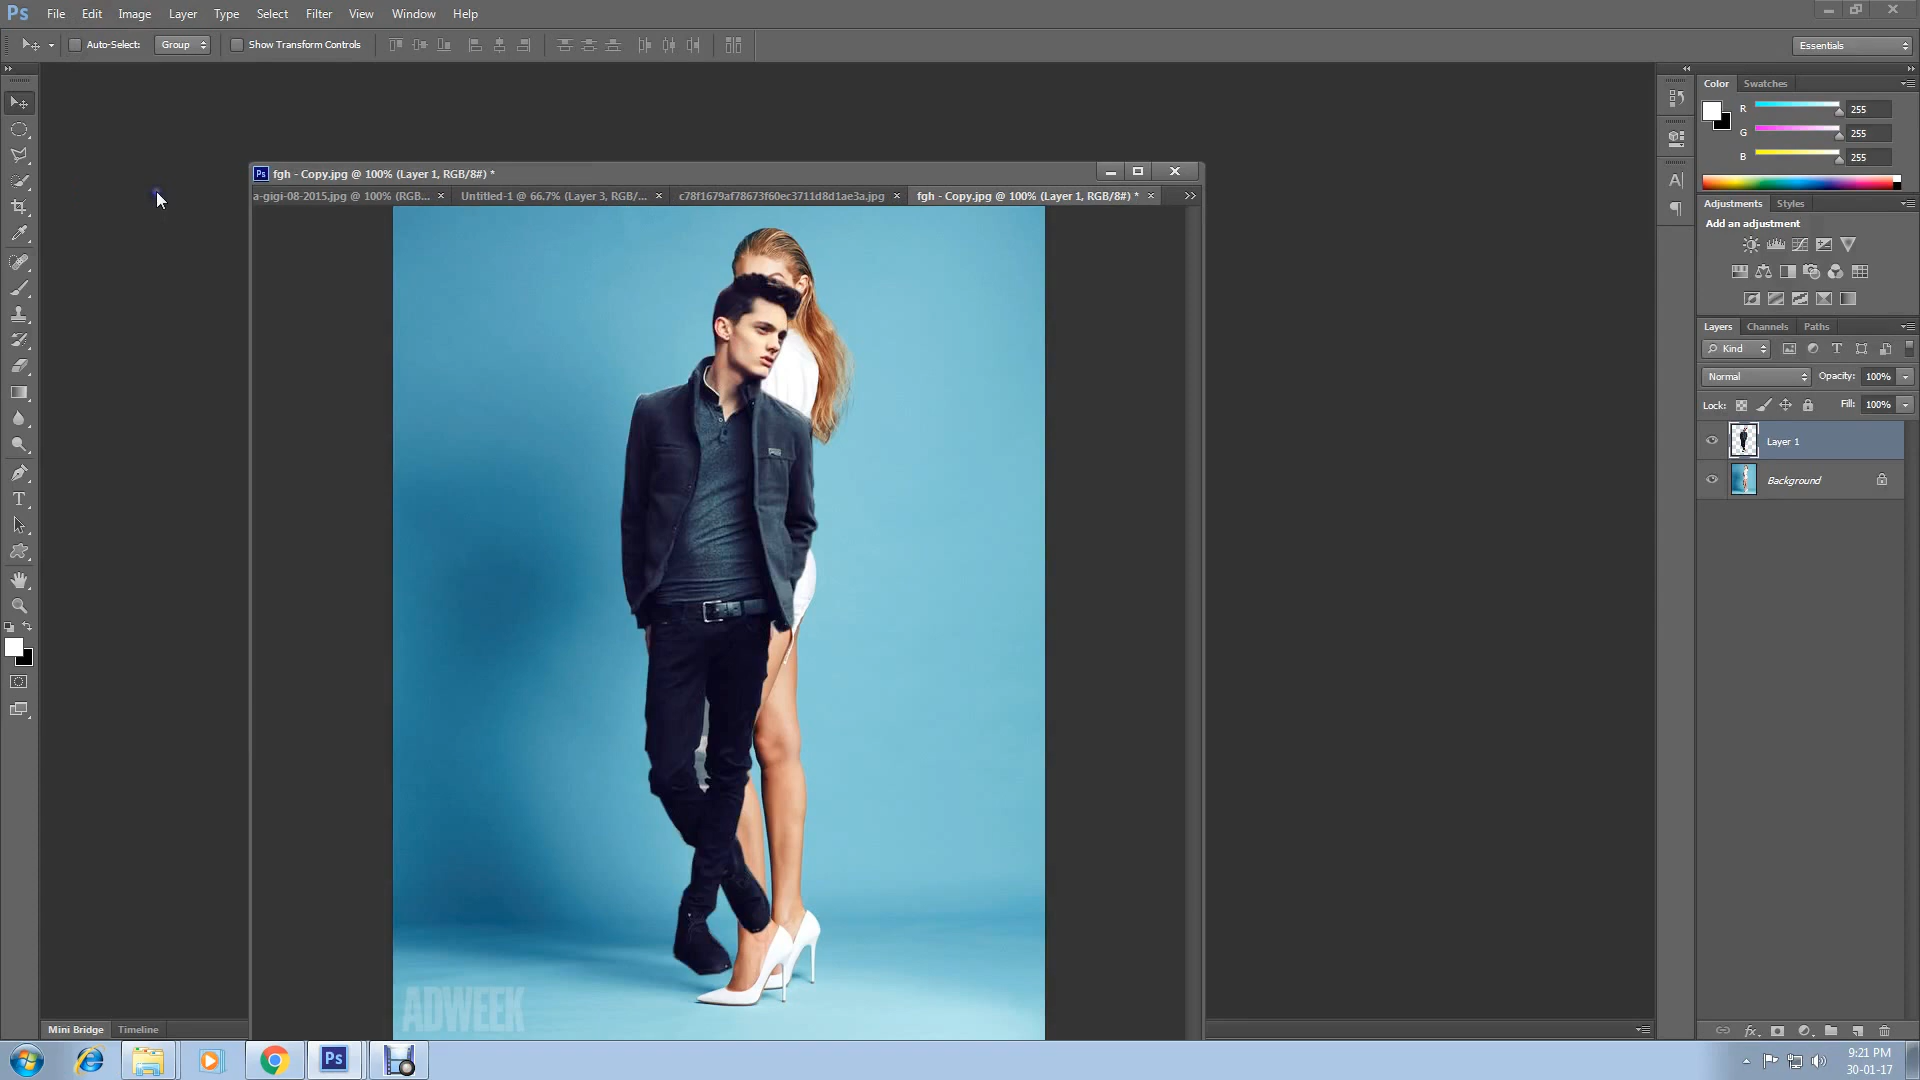 Ps File Edit Image Layer Type Select Filter View Window Help
Auto-Select: Group Show Transform Controls Essentials
Color Swatches
R 255
G 255
B 255
Ps fgh - Copy.jpg @ 100% (Layer 1, RGB/8#) *
a-gigi-08-2015.jpg @ 100% (RGB... × Untitled-1 @ 66.7% (Layer 3, RGB/... × c78f1679af78673f60ec3711d8d1ae3a.jpg × fgh - Copy.jpg @ 100% (Layer 1, RGB/8#) * × >>
Adjustments Styles
Add an adjustment
Layers Channels Paths
Kind T
Normal Opacity: 100%
Lock: Fill: 100%
Layer 1
Background
A|
T
ADWEEK
Mini Bridge Timeline
fx
Ps
9:21 PM
30-01-17